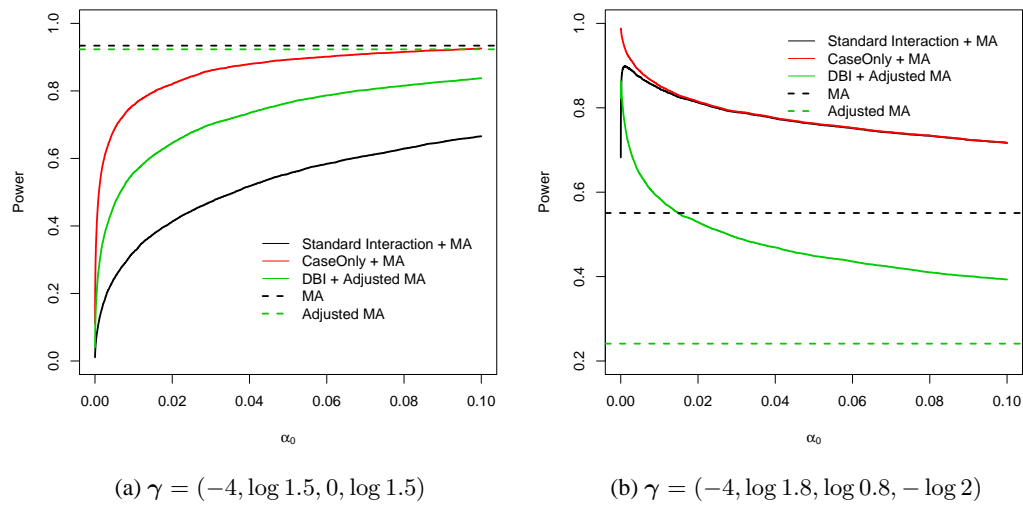 1.0
0.8
0.6
0.4
0.2
0.0
Power
Standard Interaction + MA
CaseOnly + MA
DBI + Adjusted MA
MA
Adjusted MA
0.00 0.02 0.04 0.06 0.08 0.10
α₀
(a) γ = (−4, log 1.5, 0, log 1.5)
1.0
0.8
0.6
0.4
0.2
Power
Standard Interaction + MA
CaseOnly + MA
DBI + Adjusted MA
MA
Adjusted MA
0.00 0.02 0.04 0.06 0.08 0.10
α₀
(b) γ = (−4, log 1.8, log 0.8, − log 2)